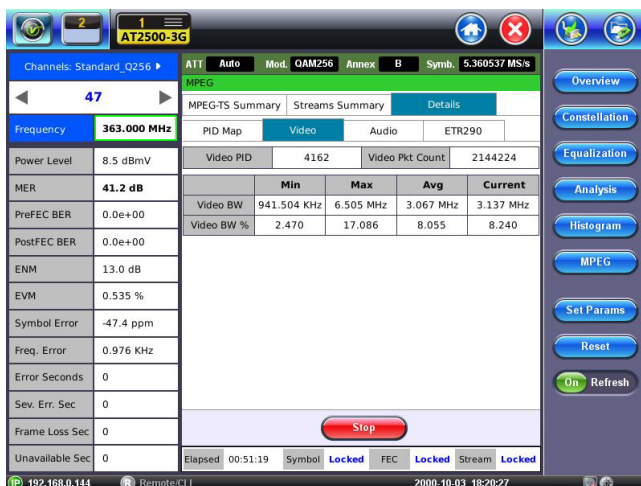 2
1
AT2500-3G
Channels: Standard_Q256
ATT Auto Mod. QAM256 Annex B Symb. 5.360537 MS/s
MPEG
47
MPEG-TS Summary Streams Summary Details
Frequency 363.000 MHz
PID Map Video Audio ETR290
Power Level 8.5 dBmV
Video PID 4162 Video Pkt Count 2144224
MER 41.2 dB
Min Max Avg Current
PreFEC BER 0.0e+00
Video BW 941.504 KHz 6.505 MHz 3.067 MHz 3.137 MHz
Video BW % 2.470 17.086 8.055 8.240
PostFEC BER 0.0e+00
ENM 13.0 dB
EVM 0.535 %
Symbol Error -47.4 ppm
Freq. Error 0.976 KHz
Error Seconds 0
Sev. Err. Sec 0
Frame Loss Sec 0
Unavailable Sec 0
Stop
Elapsed 00:51:19 Symbol Locked FEC Locked Stream Locked
Overview
Constellation
Equalization
Analysis
Histogram
MPEG
Set Params
Reset
On Refresh
IP 192.168.0.144 R Remote/CLI 2000-10-03 18:20:27